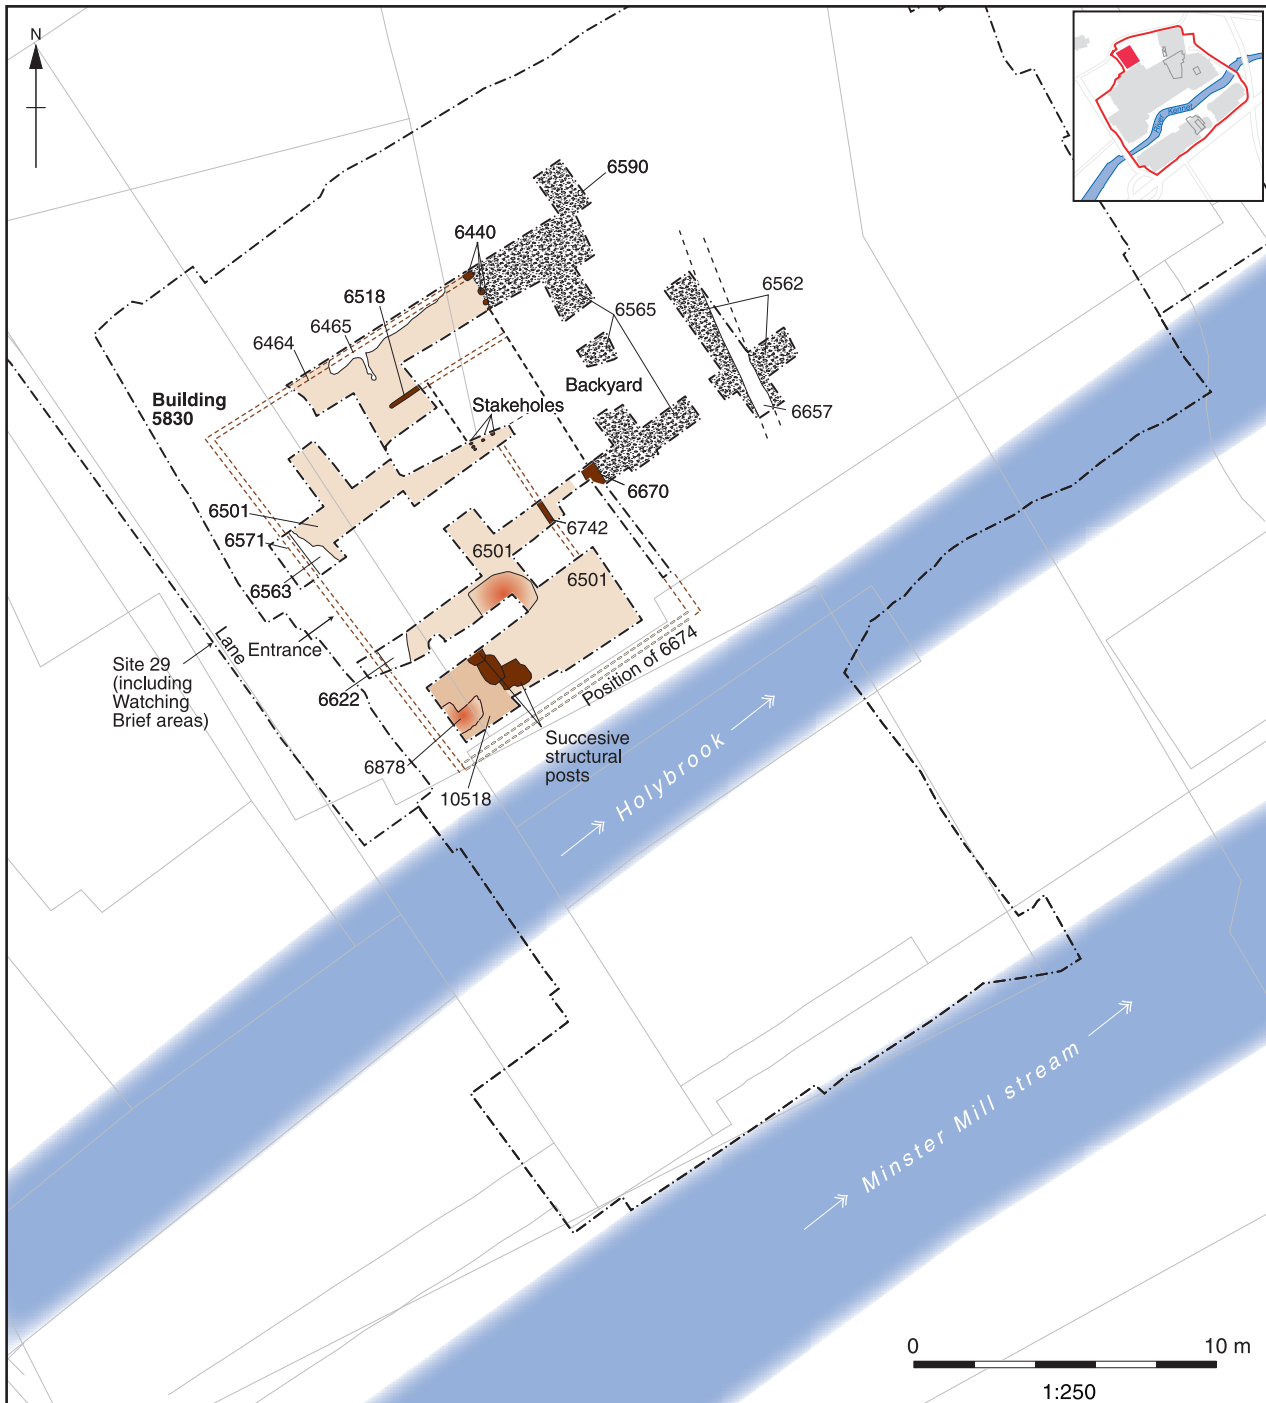 N
River Kennet
6590
6440
6518
6562
6465
6565
6464
Building
5830
Backyard
Stakeholes
6657
6670
6501
6742
6571
6501
6501
6563
Entrance
Lane
Site 29
(including
Watching
Brief areas)
Position of 6674
6622
Succesive
structural
posts
6878
10518
Holybrook
Minster Mill stream
0 10 m
1:250